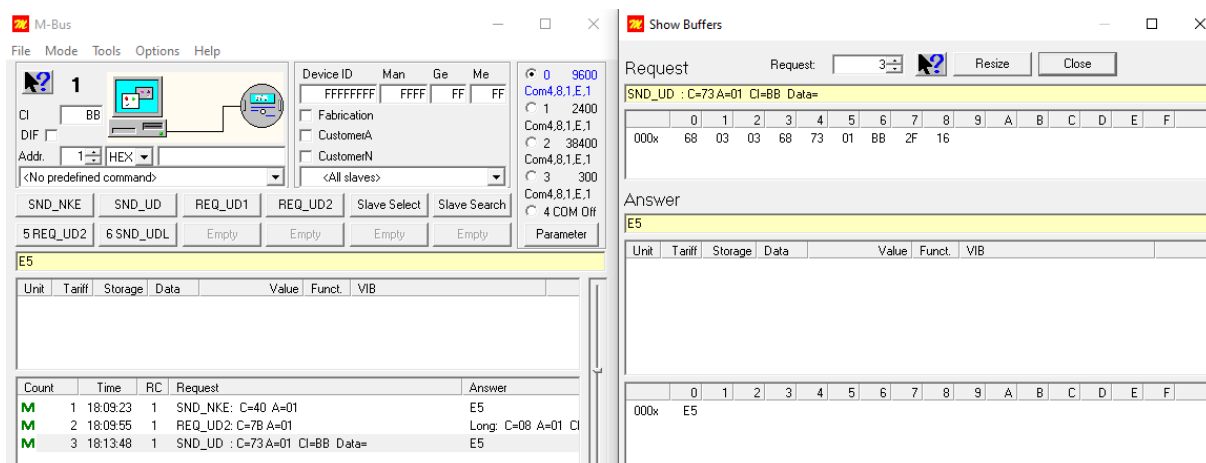 M-Bus
File Mode Tools Options Help
1
CI BB
DIF
Addr. 1 HEX
<No predefined command>
Device ID Man Ge Me
FFFFFFFF FFFF FF FF
Fabrication
CustomerA
CustomerN
<All slaves>
0 9600
Com4,8,1,E,1
1 2400
Com4,8,1,E,1
2 38400
Com4,8,1,E,1
3 300
Com4,8,1,E,1
4 COM Off
Parameter
SND_NKE SND_UD REQ_UD1 REQ_UD2 Slave Select Slave Search
5 REQ_UD2 6 SND_UDL Empty Empty Empty Empty
E5
Unit Tariff Storage Data Value Funct. VIB
Count Time RC Request Answer
M 1 18:09:23 1 SND_NKE: C=40 A=01 E5
M 2 18:09:55 1 REQ_UD2: C=7B A=01 Long: C=08 A=01 CI
M 3 18:13:48 1 SND_UD : C=73 A=01 CI=BB Data= E5
Show Buffers
Request Request: 3 Resize Close
SND_UD : C=73 A=01 CI=BB Data=
0 1 2 3 4 5 6 7 8 9 A B C D E F
000x 68 03 03 68 73 01 BB 2F 16
Answer
E5
Unit Tariff Storage Data Value Funct. VIB
0 1 2 3 4 5 6 7 8 9 A B C D E F
000x E5